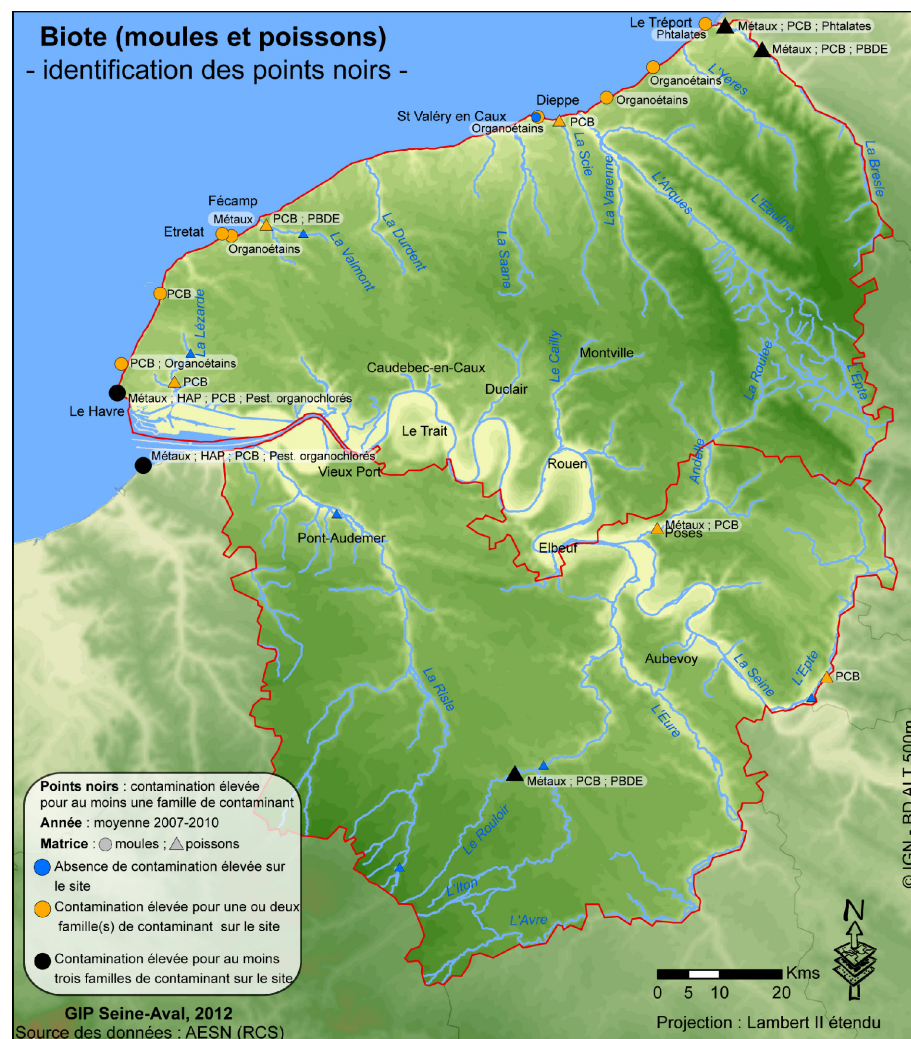 Biote (moules et poissons)
- identification des points noirs -
Le Tréport
Phtalates
Métaux ; PCB ; Phtalates
Métaux ; PCB ; PBDE
Organoétains
L'Yeres
Dieppe
Organoétains
St Valéry en Caux
Organoétains
PCB
La Scie
La Varenne
L'Arques
L'Eaulne
La Bresle
Fécamp
Métaux
PCB ; PBDE
Etretat
Organoétains
La Valmont
La Durdent
La Saane
PCB
La Lézarde
PCB ; Organoétains
PCB
Métaux ; HAP ; PCB ; Pest. organochlorés
Le Havre
Caudebec-en-Caux
Duclair
Le Cailly
Montville
La Roulee
L'Epte
Le Trait
Métaux ; HAP ; PCB ; Pest. organochlorés
Vieux Port
Rouen
Andelle
Pont-Audemer
Elbeuf
Métaux ; PCB
Poses
Aubevoy
La Seine
L'Epte
PCB
La Risle
L'Eure
Métaux ; PCB ; PBDE
Le Rouloir
L'Iton
L'Avre
Points noirs : contamination élevée
pour au moins une famille de contaminant
Année : moyenne 2007-2010
Matrice : moules ; poissons
Absence de contamination élevée sur
le site
Contamination élevée pour une ou deux
famille(s) de contaminant sur le site
Contamination élevée pour au moins
trois familles de contaminant sur le site
GIP Seine-Aval, 2012
Source des données : AESN (RCS)
© IGN - BD ALT 500m
N
Kms
0 5 10 20
Projection : Lambert II étendu